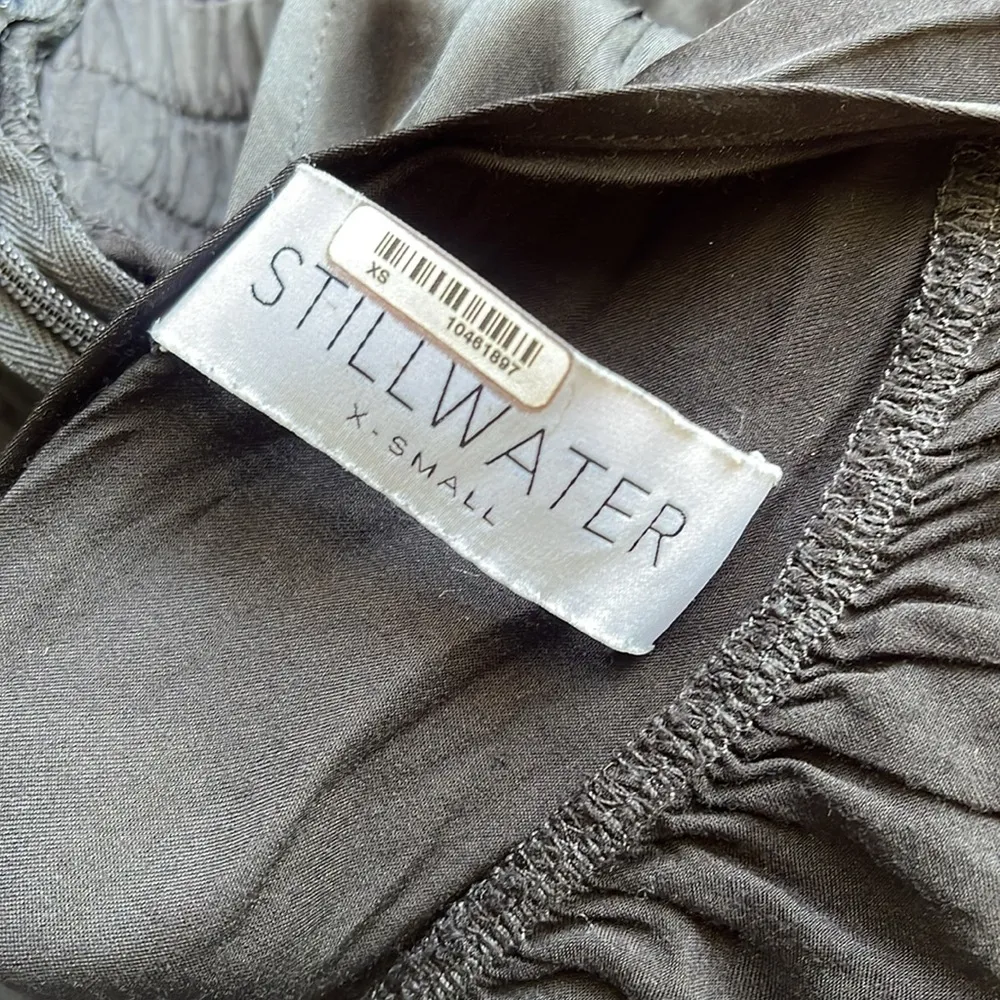 XS
10461897
STILLWATER
X-SMALL